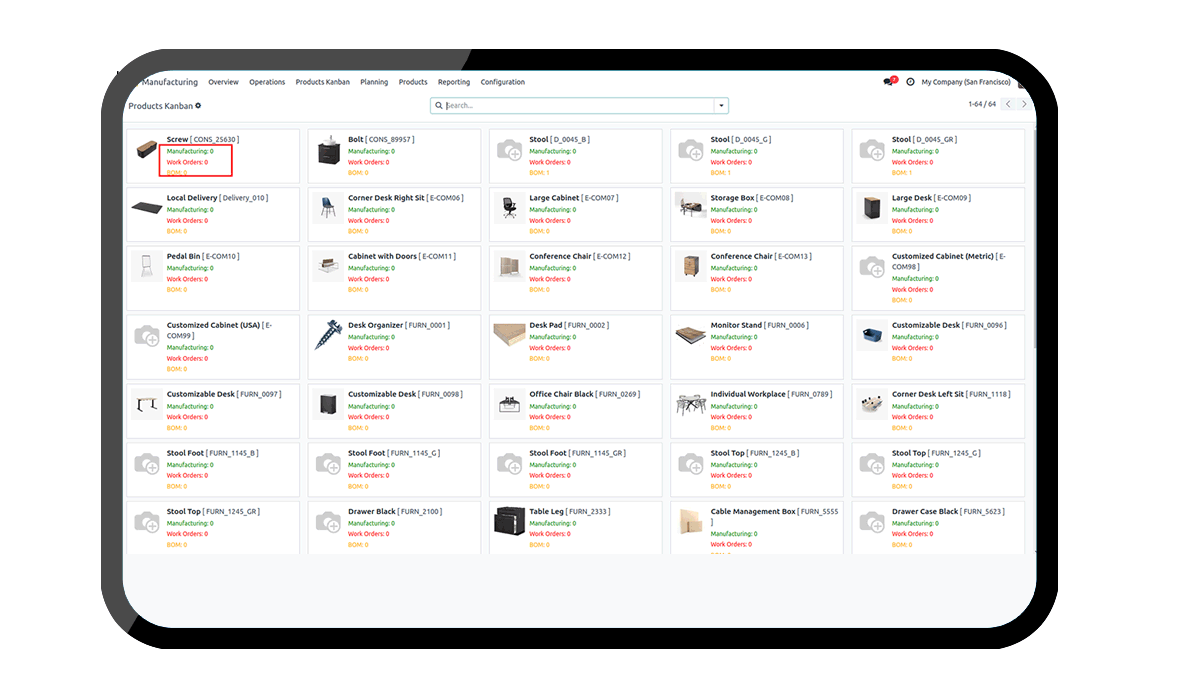 Manufacturing Overview Operations Products Kanban Planning Products Reporting Configuration 7 My Company (San Francisco)
Products Kanban Search... 1-64 / 64
Screw [ CONS_25630 ] Bolt [ CONS_89957 ] Stool [ D_0045_B ] Stool [ D_0045_G ] Stool [ D_0045_GR ]
Manufacturing: 0 Manufacturing: 0 Manufacturing: 0 Manufacturing: 0 Manufacturing: 0
Work Orders: 0 Work Orders: 0 Work Orders: 0 Work Orders: 0 Work Orders: 0
BOM: 0 BOM: 0 BOM: 1 BOM: 1 BOM: 1
Local Delivery [ Delivery_010 ] Corner Desk Right Sit [ E-COM06 ] Large Cabinet [ E-COM07 ] Storage Box [ E-COM08 ] Large Desk [ E-COM09 ]
Manufacturing: 0 Manufacturing: 0 Manufacturing: 0 Manufacturing: 0 Manufacturing: 0
Work Orders: 0 Work Orders: 0 Work Orders: 0 Work Orders: 0 Work Orders: 0
BOM: 0 BOM: 0 BOM: 0 BOM: 0 BOM: 0
Pedal Bin [ E-COM10 ] Cabinet with Doors [ E-COM11 ] Conference Chair [ E-COM12 ] Conference Chair [ E-COM13 ] Customized Cabinet (Metric) [ E-
COM98 ]
Manufacturing: 0 Manufacturing: 0 Manufacturing: 0 Manufacturing: 0 Manufacturing: 0
Work Orders: 0 Work Orders: 0 Work Orders: 0 Work Orders: 0 Work Orders: 0
BOM: 0 BOM: 0 BOM: 0 BOM: 0 BOM: 0
Customized Cabinet (USA) [ E- Desk Organizer [ FURN_0001 ] Desk Pad [ FURN_0002 ] Monitor Stand [ FURN_0006 ] Customizable Desk [ FURN_0096 ]
COM99 ]
Manufacturing: 0 Manufacturing: 0 Manufacturing: 0 Manufacturing: 0 Manufacturing: 0
Work Orders: 0 Work Orders: 0 Work Orders: 0 Work Orders: 0 Work Orders: 0
BOM: 0 BOM: 0 BOM: 0 BOM: 0 BOM: 0
Customizable Desk [ FURN_0097 ] Customizable Desk [ FURN_0098 ] Office Chair Black [ FURN_0269 ] Individual Workplace [ FURN_0789 ] Corner Desk Left Sit [ FURN_1118 ]
Manufacturing: 0 Manufacturing: 0 Manufacturing: 0 Manufacturing: 0 Manufacturing: 0
Work Orders: 0 Work Orders: 0 Work Orders: 0 Work Orders: 0 Work Orders: 0
BOM: 0 BOM: 0 BOM: 0 BOM: 0 BOM: 0
Stool Foot [ FURN_1145_B ] Stool Foot [ FURN_1145_G ] Stool Foot [ FURN_1145_GR ] Stool Top [ FURN_1245_B ] Stool Top [ FURN_1245_G ]
Manufacturing: 0 Manufacturing: 0 Manufacturing: 0 Manufacturing: 0 Manufacturing: 0
Work Orders: 0 Work Orders: 0 Work Orders: 0 Work Orders: 0 Work Orders: 0
BOM: 0 BOM: 0 BOM: 0 BOM: 0 BOM: 0
Stool Top [ FURN_1245_GR ] Drawer Black [ FURN_2100 ] Table Leg [ FURN_2333 ] Cable Management Box [ FURN_5555 Drawer Case Black [ FURN_5623 ]
]
Manufacturing: 0 Manufacturing: 0 Manufacturing: 0 Manufacturing: 0 Manufacturing: 0
Work Orders: 0 Work Orders: 0 Work Orders: 0 Work Orders: 0 Work Orders: 0
BOM: 0 BOM: 0 BOM: 0 BOM: 0